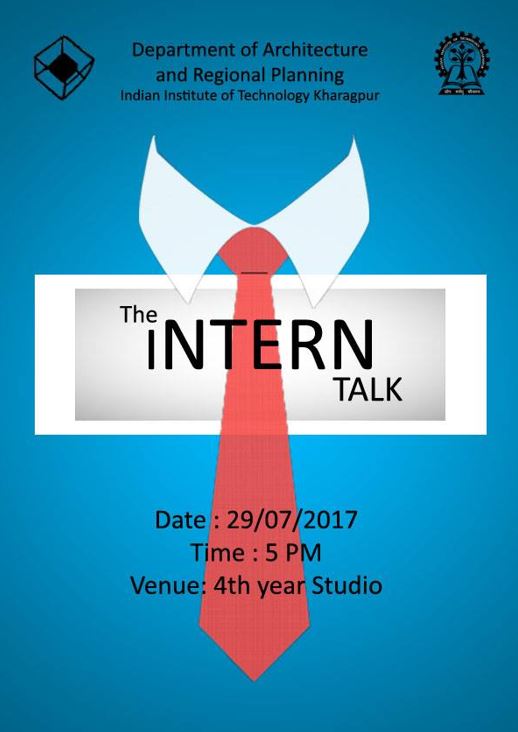 Department of Architecture
and Regional Planning
Indian Institute of Technology Kharagpur
The
iNTERN
TALK
Date : 29/07/2017
Time : 5 PM
Venue: 4th year Studio